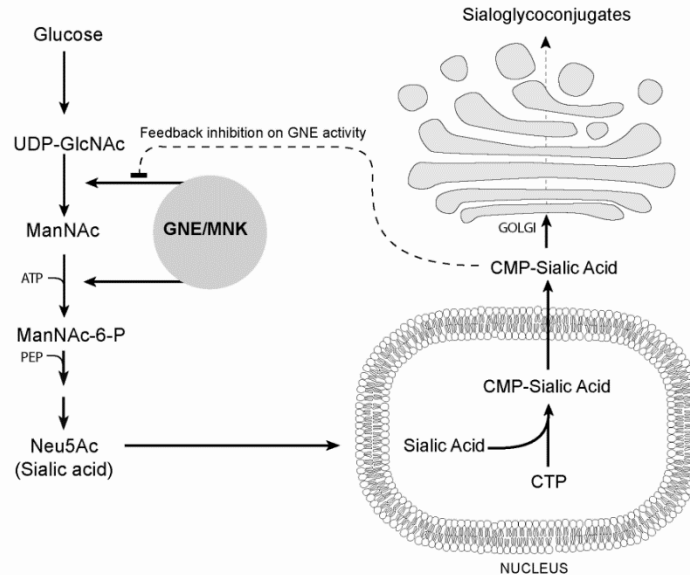 Sialoglycoconjugates
Glucose
Feedback inhibition on GNE activity
UDP-GlcNAc
GNE/MNK
ManNAc
GOLGI
CMP-Sialic Acid
ATP
ManNAc-6-P
PEP
CMP-Sialic Acid
Neu5Ac
(Sialic acid)
Sialic Acid
CTP
NUCLEUS